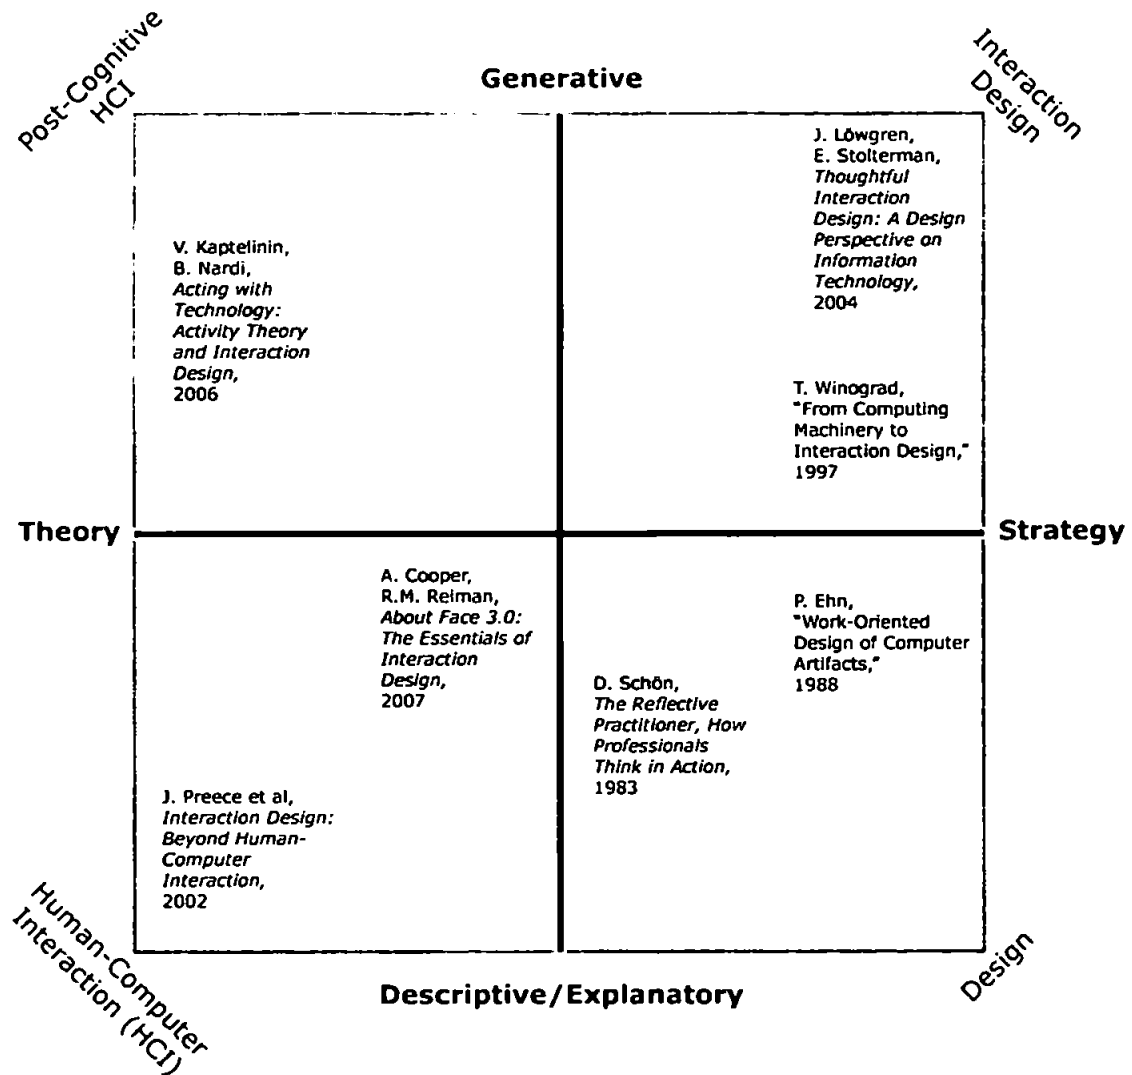 Post-Cognitive
HCI
Generative
Interaction
Design
J. Löwgren,
E. Stolterman,
Thoughtful
Interaction
Design: A Design
Perspective on
Information
Technology,
2004
V. Kaptelinin,
B. Nardi,
Acting with
Technology:
Activity Theory
and Interaction
Design,
2006
T. Winograd,
"From Computing
Machinery to
Interaction Design,"
1997
Theory
Strategy
A. Cooper,
R.M. Reiman,
About Face 3.0:
The Essentials of
Interaction
Design,
2007
P. Ehn,
"Work-Oriented
Design of Computer
Artifacts,"
1988
D. Schön,
The Reflective
Practitioner, How
Professionals
Think in Action,
1983
J. Preece et al,
Interaction Design:
Beyond Human-
Computer
Interaction,
2002
Human-Computer
Interaction (HCI)
Descriptive/Explanatory
Design